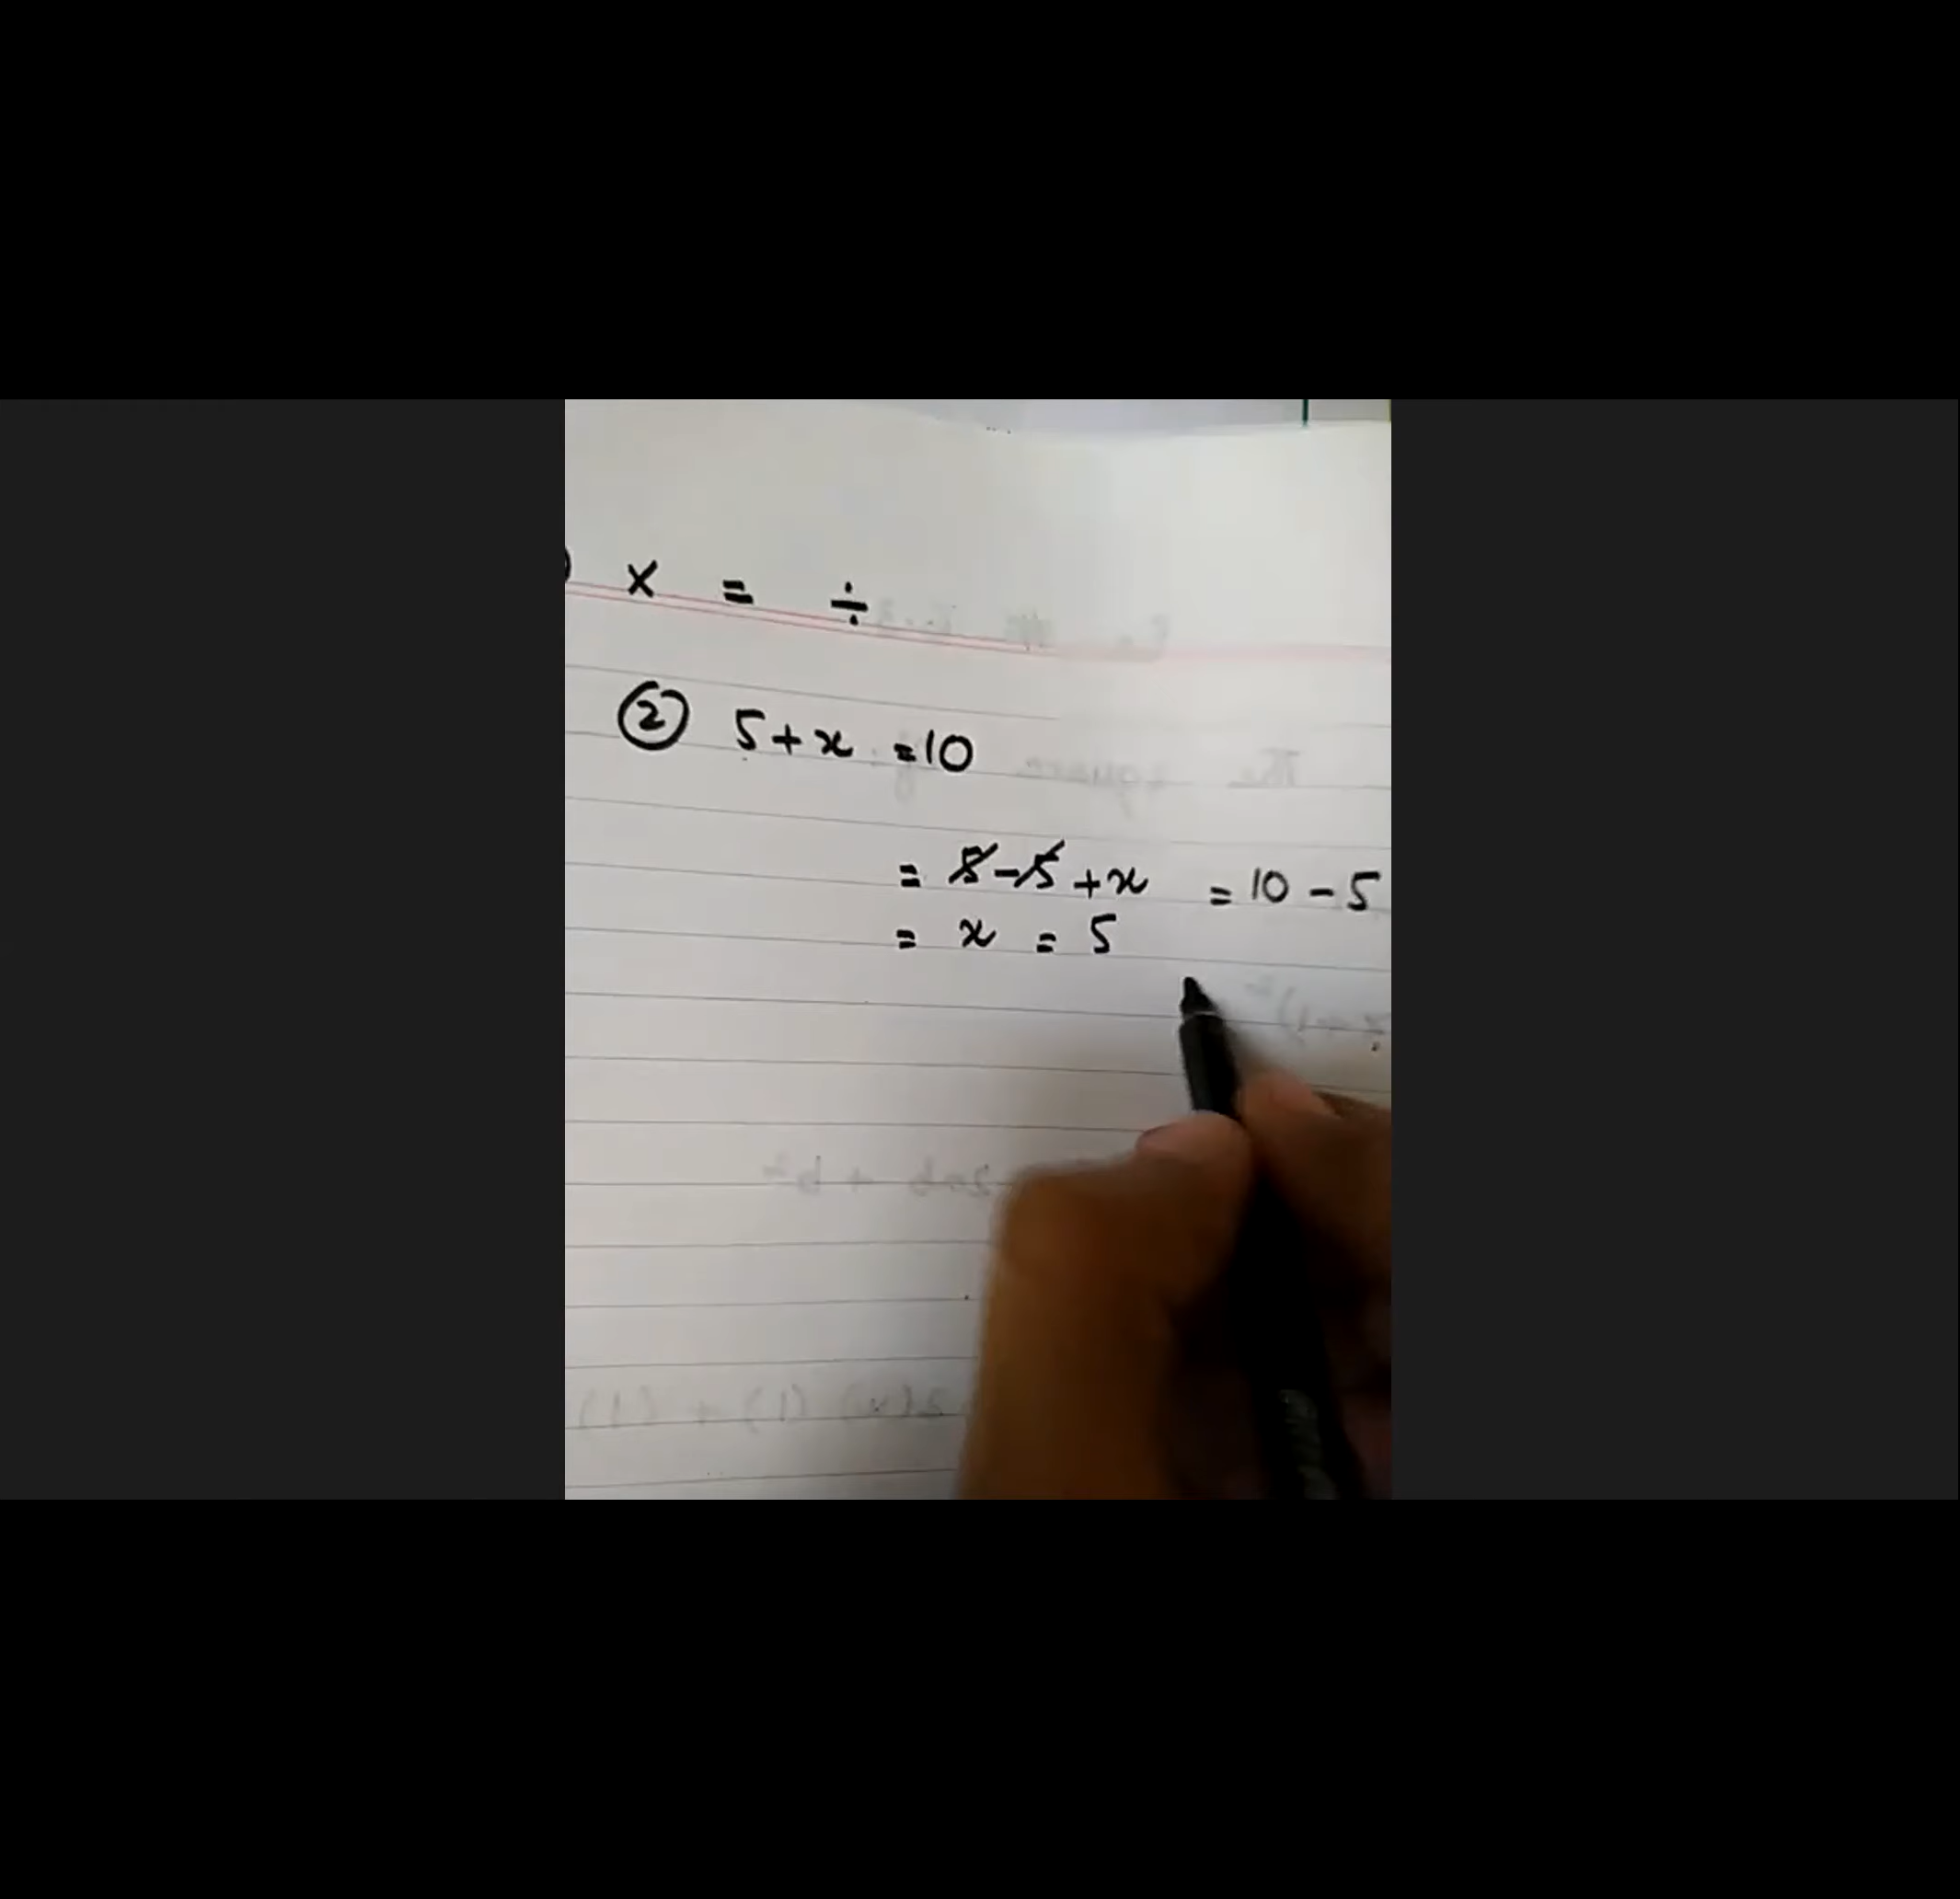 × = ÷
② 5+x =10
= 5-5+x = 10-5
= x = 5